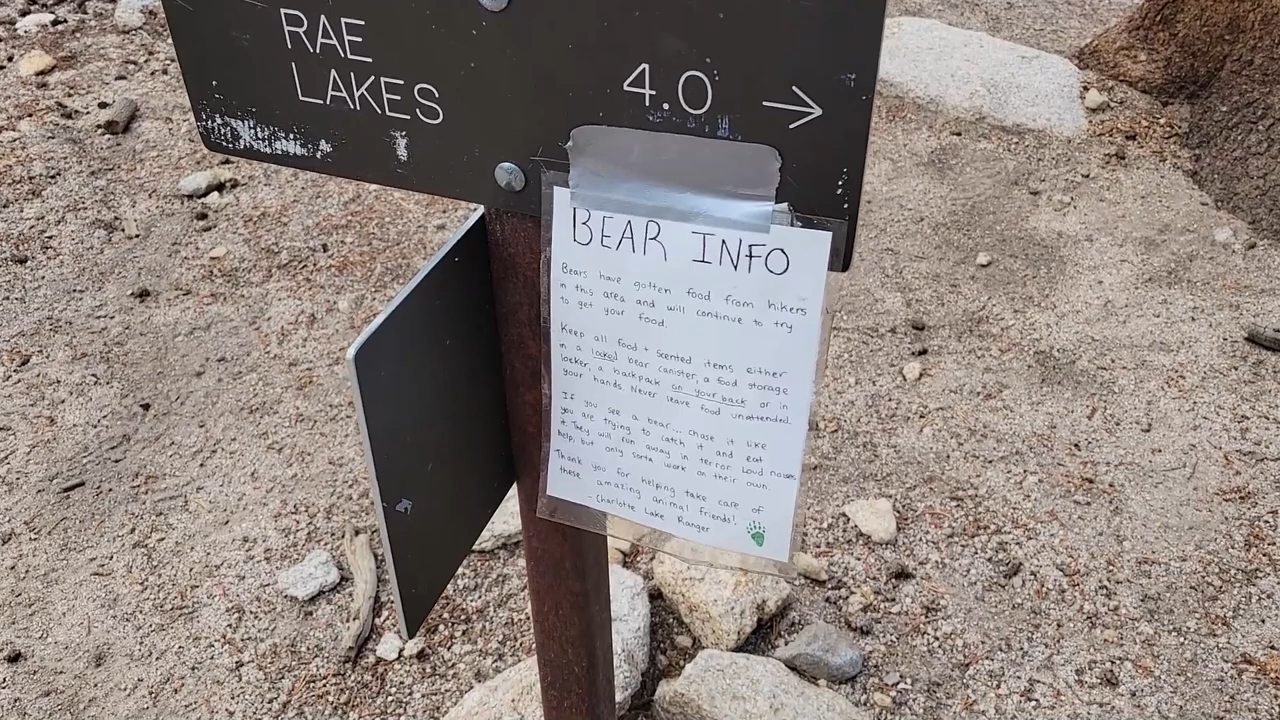 RAE
LAKES
4.0 →
BEAR INFO
Bears have gotten food from hikers
in this area and will continue to try
to get your food.
Keep all food + scented items either
in a locked bear canister, a food storage
locker, a backpack on your back or in
your hands. Never leave food unattended.
If you see a bear... chase it like
you are trying to catch it and eat
it. They will run away in terror. Loud noises
help, but only sorta work on their own.
Thank you for helping take care of
these amazing animal friends!
- Charlotte Lake Ranger